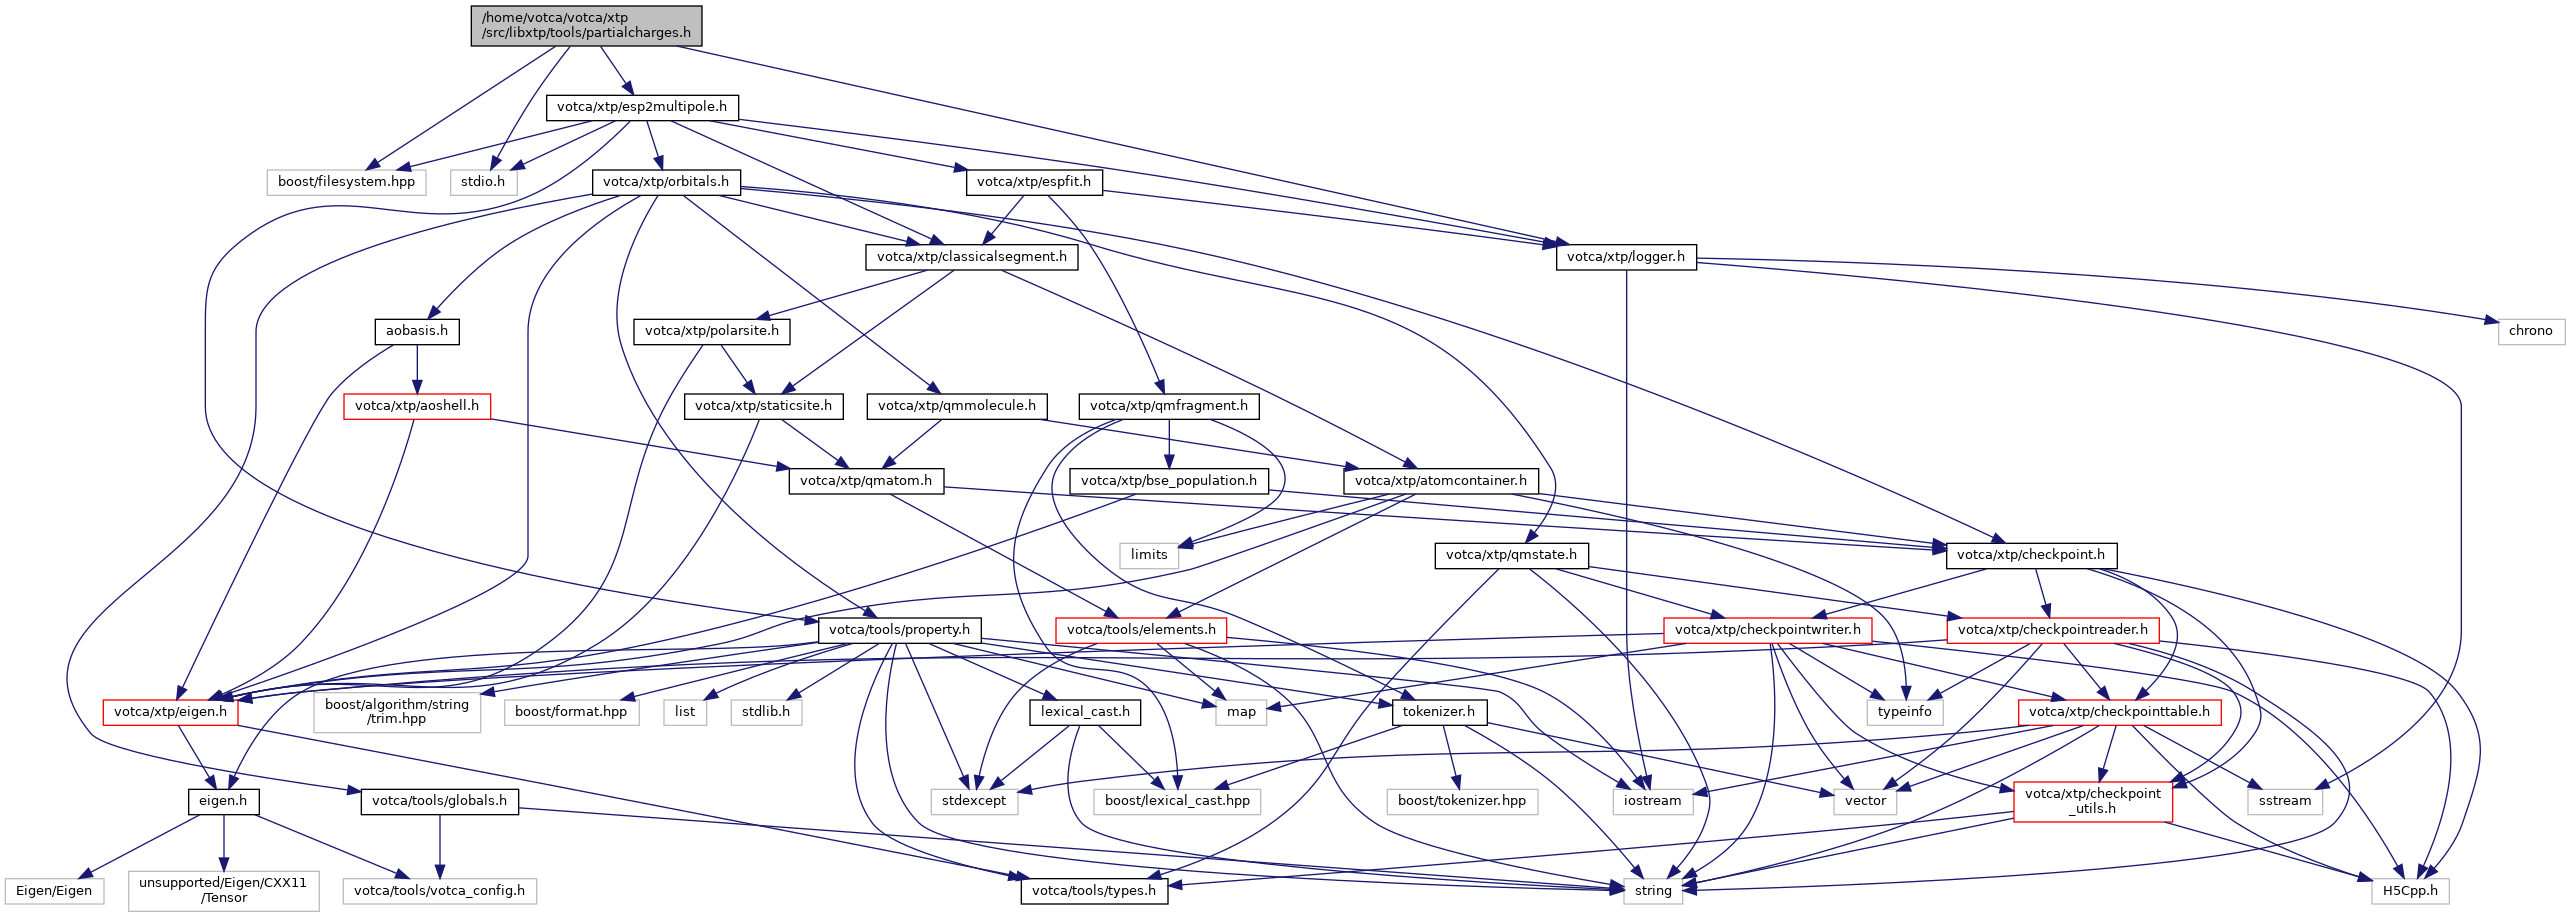 /home/votca/votca/xtp
/src/libxtp/tools/partialcharges.h
votca/xtp/esp2multipole.h
boost/filesystem.hpp
stdio.h
votca/xtp/orbitals.h
votca/xtp/espfit.h
votca/xtp/classicalsegment.h
votca/xtp/logger.h
aobasis.h
votca/xtp/polarsite.h
chrono
votca/xtp/aoshell.h
votca/xtp/staticsite.h
votca/xtp/qmmolecule.h
votca/xtp/qmfragment.h
votca/xtp/qmatom.h
votca/xtp/bse_population.h
votca/xtp/atomcontainer.h
limits
votca/xtp/qmstate.h
votca/xtp/checkpoint.h
votca/tools/property.h
votca/tools/elements.h
votca/xtp/checkpointwriter.h
votca/xtp/checkpointreader.h
votca/xtp/eigen.h
boost/algorithm/string
/trim.hpp
boost/format.hpp
list
stdlib.h
lexical_cast.h
map
tokenizer.h
typeinfo
votca/xtp/checkpointtable.h
eigen.h
votca/tools/globals.h
stdexcept
boost/lexical_cast.hpp
boost/tokenizer.hpp
iostream
vector
votca/xtp/checkpoint
_utils.h
sstream
Eigen/Eigen
unsupported/Eigen/CXX11
/Tensor
votca/tools/votca_config.h
votca/tools/types.h
string
H5Cpp.h